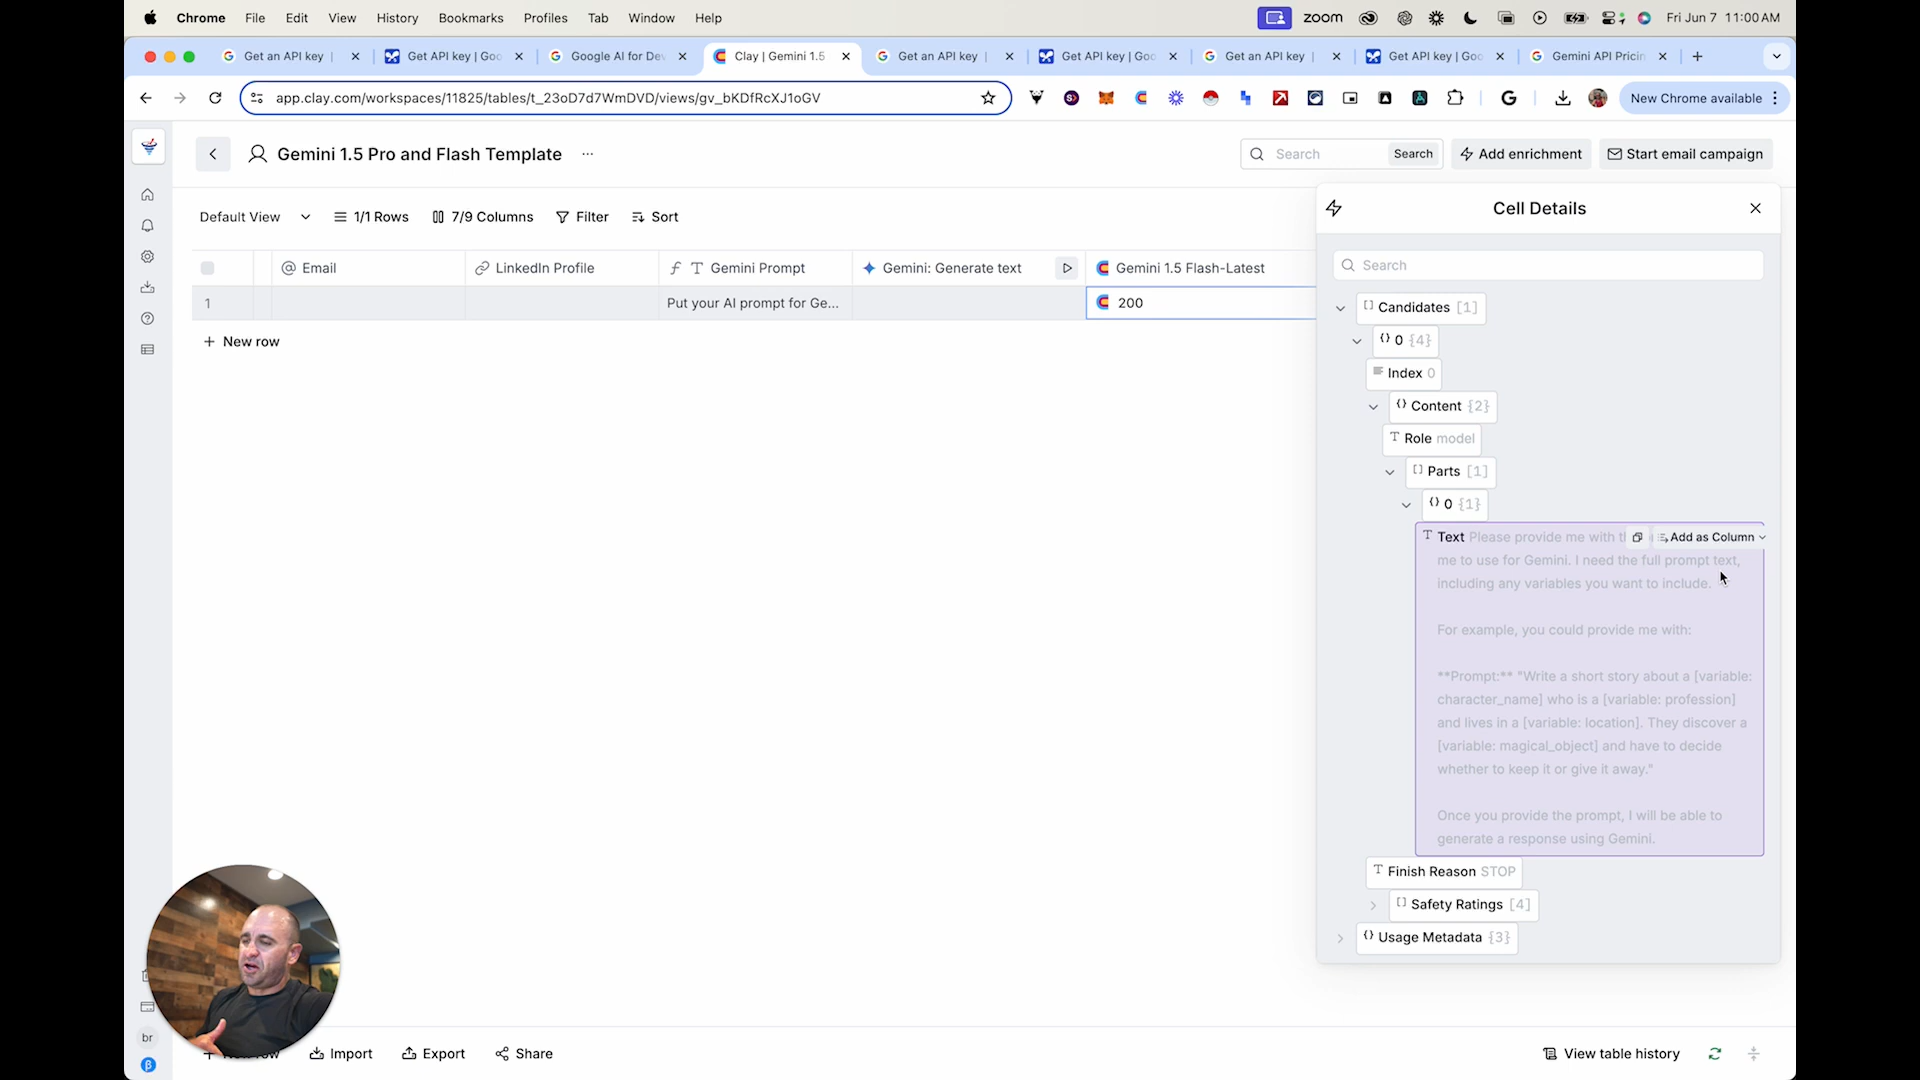 Chrome File Edit View History Bookmarks Profiles Tab Window Help
zoom Fri Jun 7 11:00 AM
Get an API key | Get API key | Goo Google AI for Dev Clay | Gemini 1.5 Get an API key | Get API key | Goo Get an API key | Get API key | Goo Gemini API Pricin
app.clay.com/workspaces/11825/tables/t_23oD7d7WmDVD/views/gv_bKDfRcXJ1oGV
New Chrome available
Gemini 1.5 Pro and Flash Template ...
Search Search Add enrichment Start email campaign
Default View 1/1 Rows 7/9 Columns Filter Sort
Email LinkedIn Profile Gemini Prompt Gemini: Generate text Gemini 1.5 Flash-Latest
1 Put your AI prompt for Ge... 200
+ New row
Cell Details
Search
Candidates [1]
0 {4}
Index 0
Content {2}
Role model
Parts [1]
0 {1}
Text Please provide me with Add as Column
me to use for Gemini. I need the full prompt text,
including any variables you want to include.
For example, you could provide me with:
**Prompt:** "Write a short story about a [variable:
character_name] who is a [variable: profession]
and lives in a [variable: location]. They discover a
[variable: magical_object] and have to decide
whether to keep it or give it away."
Once you provide the prompt, I will be able to
generate a response using Gemini.
Finish Reason STOP
Safety Ratings [4]
Usage Metadata {3}
br
Import Export Share
View table history